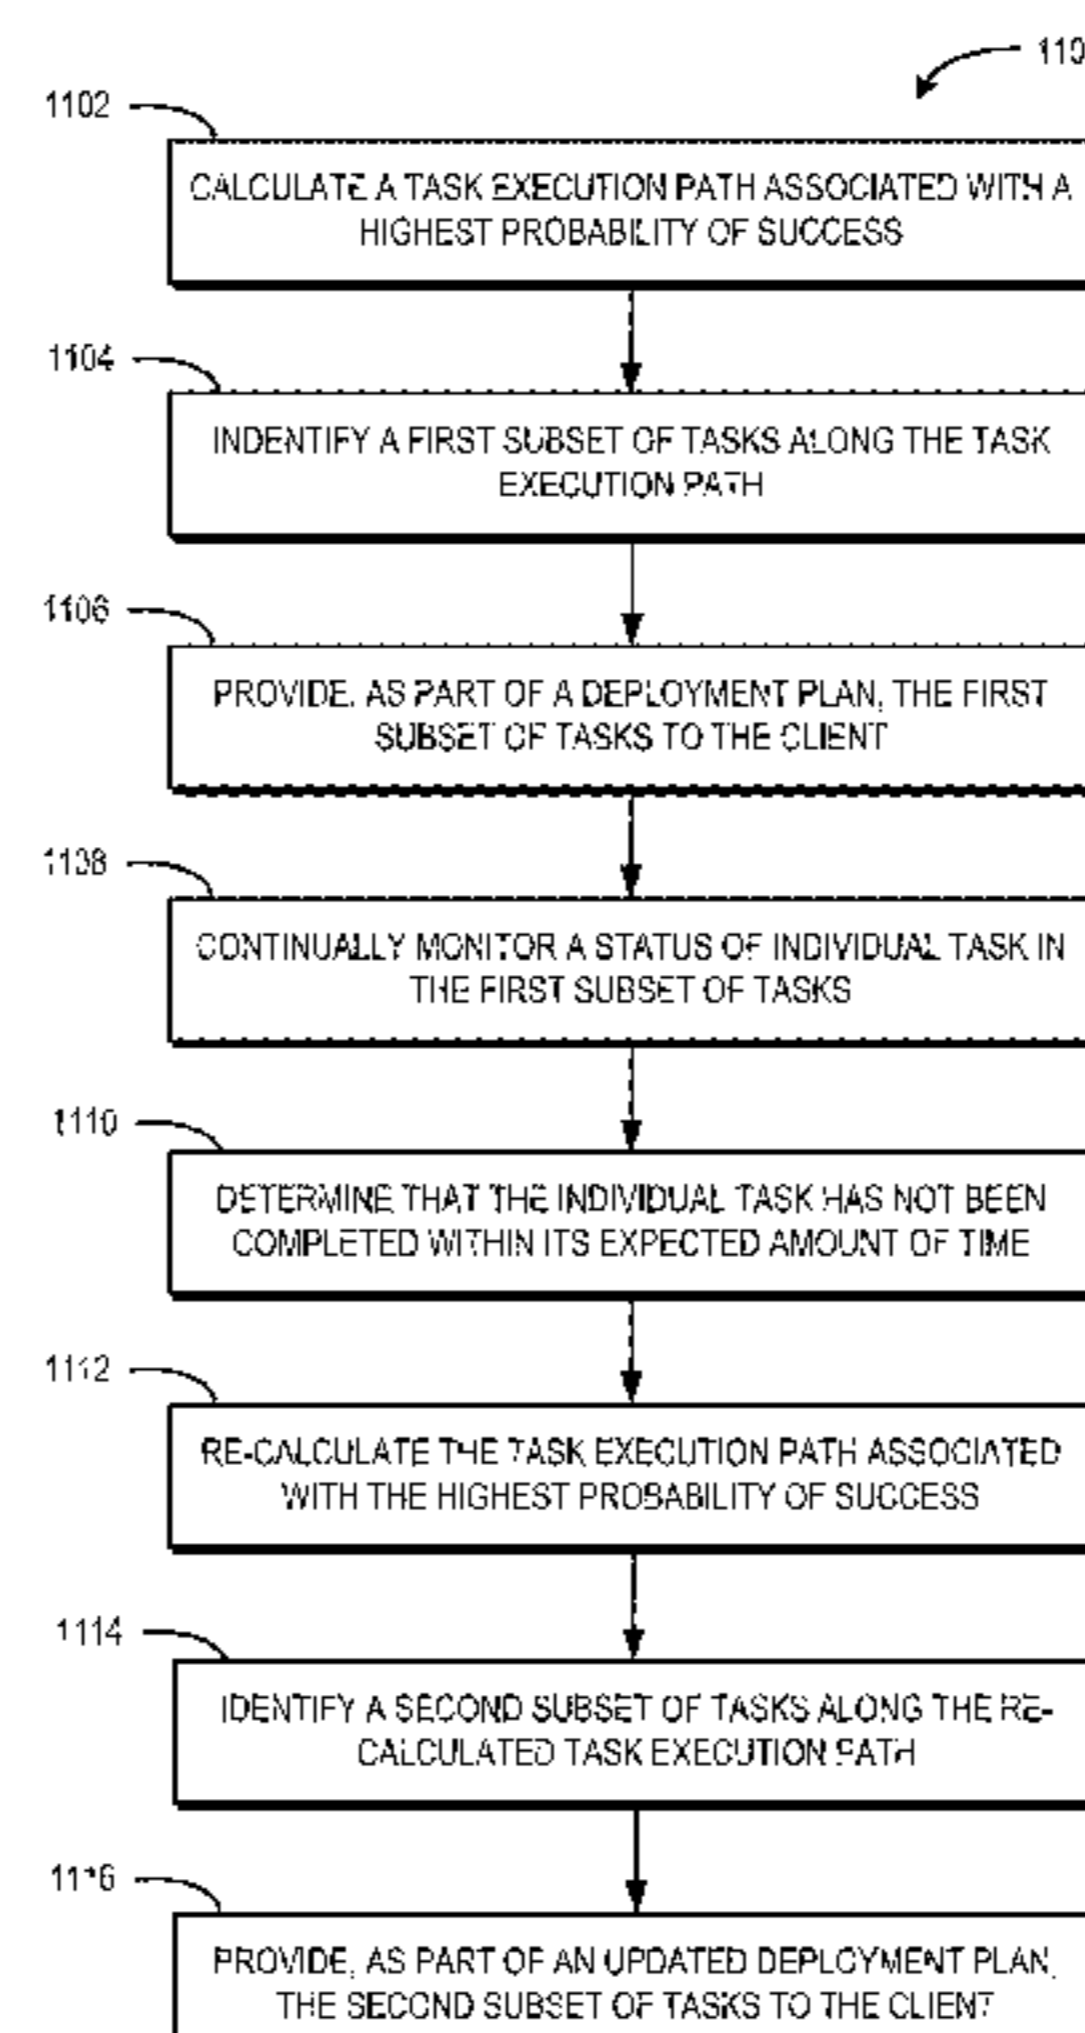 110
1102
CALCULATE A TASK EXECUTION PATH ASSOCIATED WITH A
HIGHEST PROBABILITY OF SUCCESS
1104
INDENTIFY A FIRST SUBSET OF TASKS ALONG THE TASK
EXECUTION PATH
1106
PROVIDE, AS PART OF A DEPLOYMENT PLAN, THE FIRST
SUBSET OF TASKS TO THE CLIENT
1108
CONTINUALLY MONITOR A STATUS OF INDIVIDUAL TASK IN
THE FIRST SUBSET OF TASKS
1110
DETERMINE THAT THE INDIVIDUAL TASK HAS NOT BEEN
COMPLETED WITHIN ITS EXPECTED AMOUNT OF TIME
1112
RE-CALCULATE THE TASK EXECUTION PATH ASSOCIATED
WITH THE HIGHEST PROBABILITY OF SUCCESS
1114
IDENTIFY A SECOND SUBSET OF TASKS ALONG THE RE-
CALCULATED TASK EXECUTION PATH
1116
PROVIDE, AS PART OF AN UPDATED DEPLOYMENT PLAN,
THE SECOND SUBSET OF TASKS TO THE CLIENT